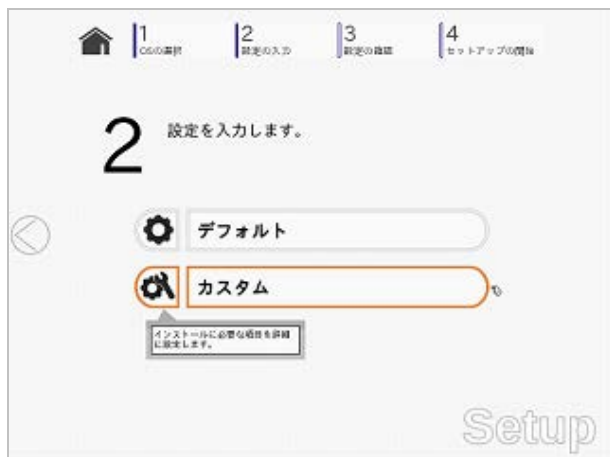 1
OSの選択
2
設定の入力
3
設定の確認
4
セットアップの開始
2
設定を入力します。
デフォルト
カスタム
インストールに必要な項目を詳細
に設定します。
Setup